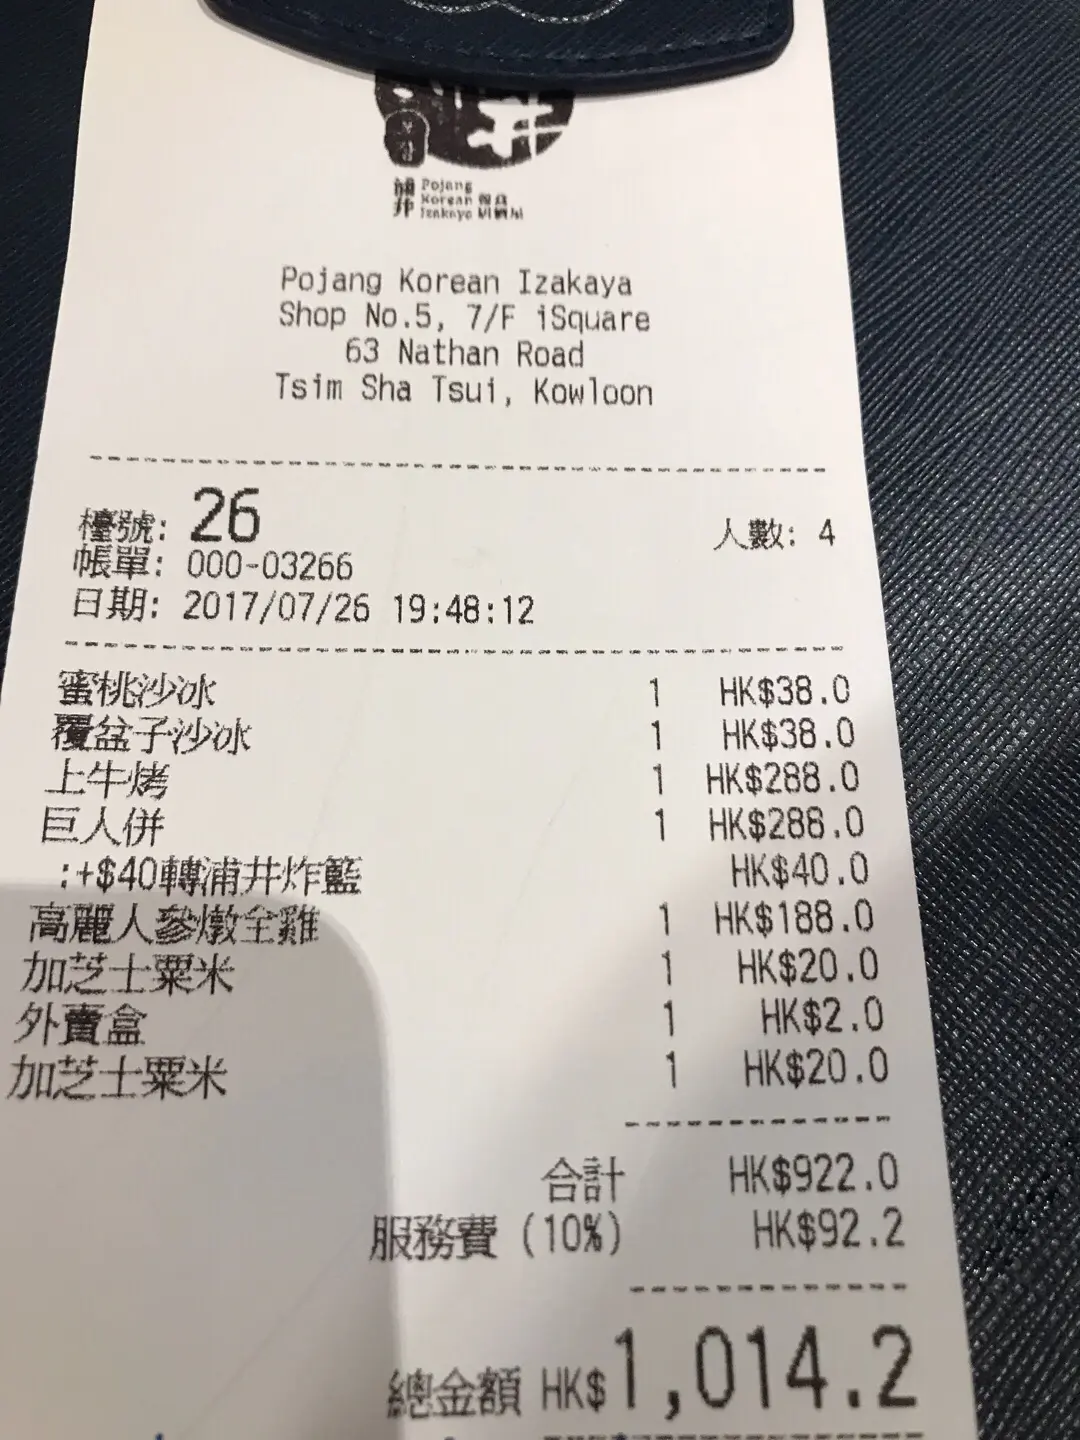 浦井 Pojang
Korean
Izakaya
Pojang Korean Izakaya
Shop No.5, 7/F iSquare
63 Nathan Road
Tsim Sha Tsui, Kowloon
檯號: 26 人數: 4
帳單: 000-03266
日期: 2017/07/26 19:48:12
蜜桃沙冰 1 HK$38.0
覆盆子沙冰 1 HK$38.0
上牛烤 1 HK$288.0
巨人併 1 HK$288.0
:+$40轉浦井炸籃 HK$40.0
高麗人參燉全雞 1 HK$188.0
加芝士粟米 1 HK$20.0
外賣盒 1 HK$2.0
加芝士粟米 1 HK$20.0
合計 HK$922.0
服務費 (10%) HK$92.2
總金額 HK$1,014.2